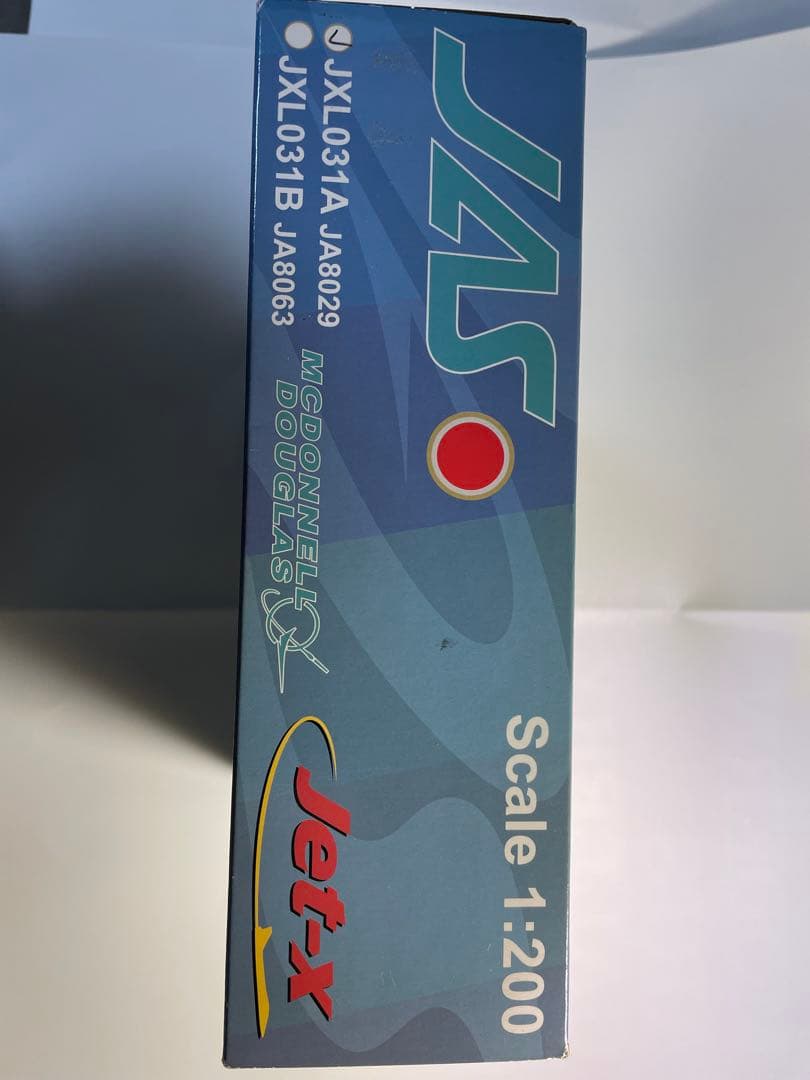 JAS
JXL031A JA8029
JXL031B JA8063
MCDONNELL
DOUGLAS
Scale 1:200
Jet-x